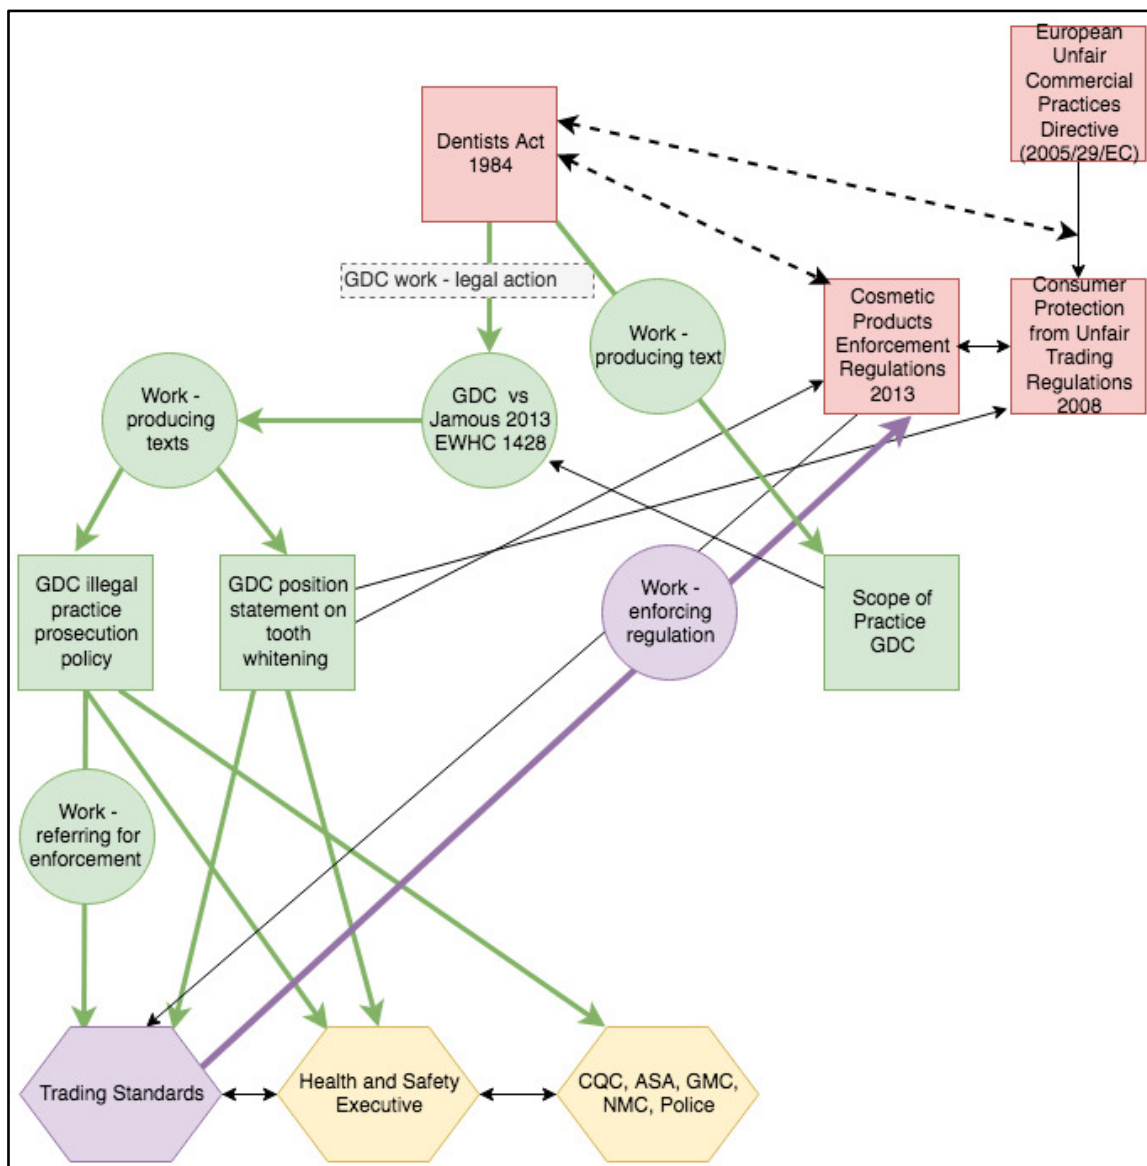 European
Unfair
Commercial
Practices
Directive
(2005/29/EC)
Dentists Act
1984
GDC work - legal action
Work -
producing text
Cosmetic
Products
Enforcement
Regulations
2013
Consumer
Protection
from Unfair
Trading
Regulations
2008
Work -
producing
texts
GDC vs
Jamous 2013
EWHC 1428
GDC illegal
practice
prosecution
policy
GDC position
statement on
tooth
whitening
Work -
enforcing
regulation
Scope of
Practice
GDC
Work -
referring for
enforcement
Trading Standards
Health and Safety
Executive
CQC, ASA, GMC,
NMC, Police